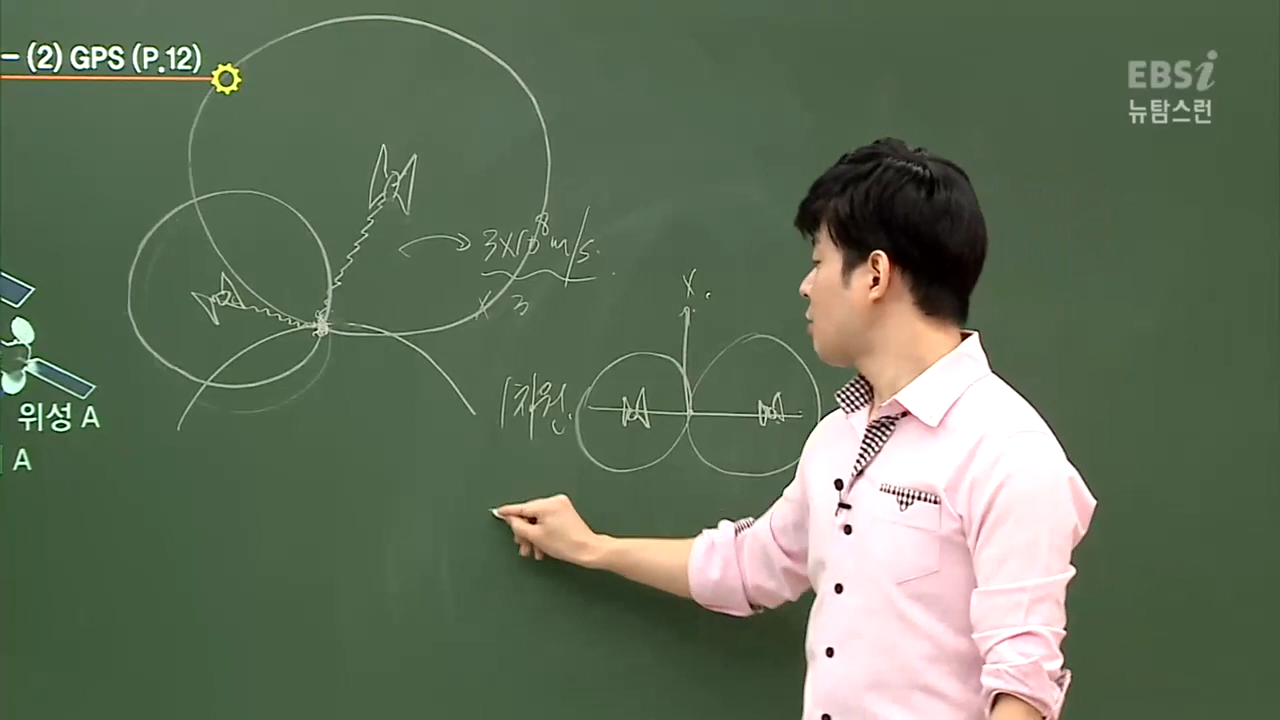 – (2) GPS (P.12)
EBSi
뉴탐스런
3×10⁸m/s.
× 3
X.
1차원.
위성 A
A